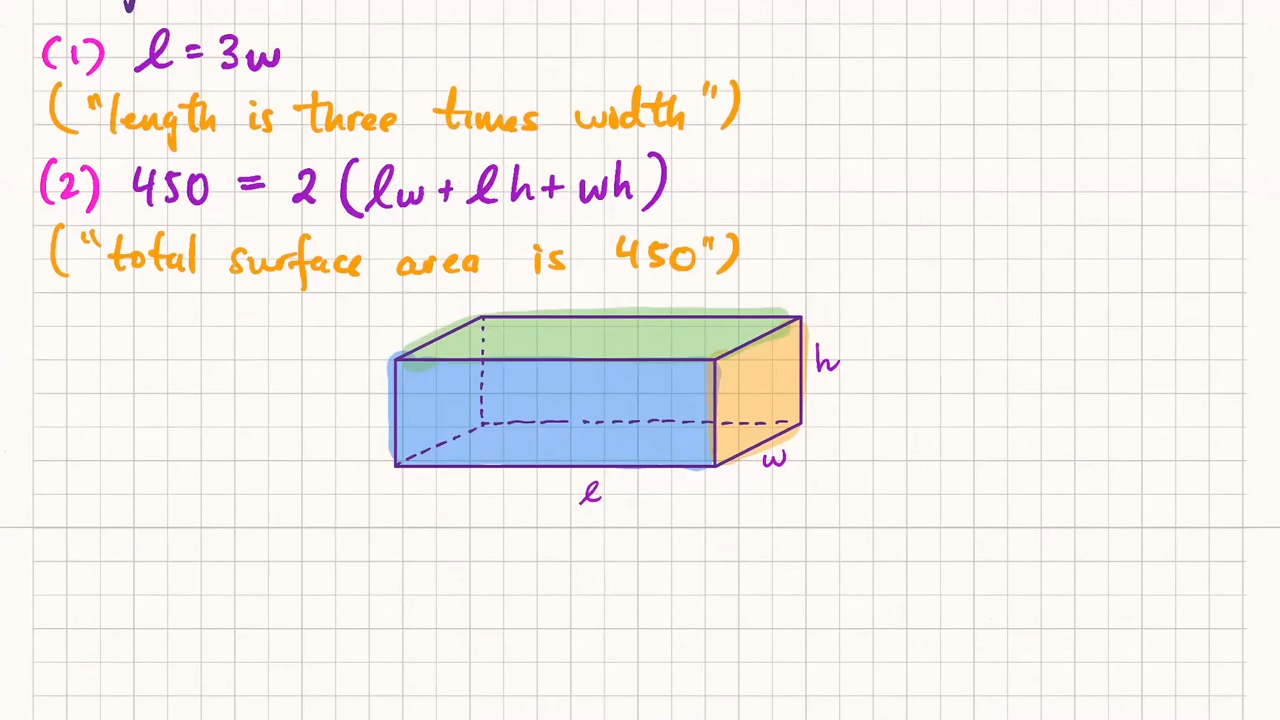 (1) l = 3w
("length is three times width")
(2) 450 = 2 (lw + lh + wh)
("total surface area is 450")
h
w
l